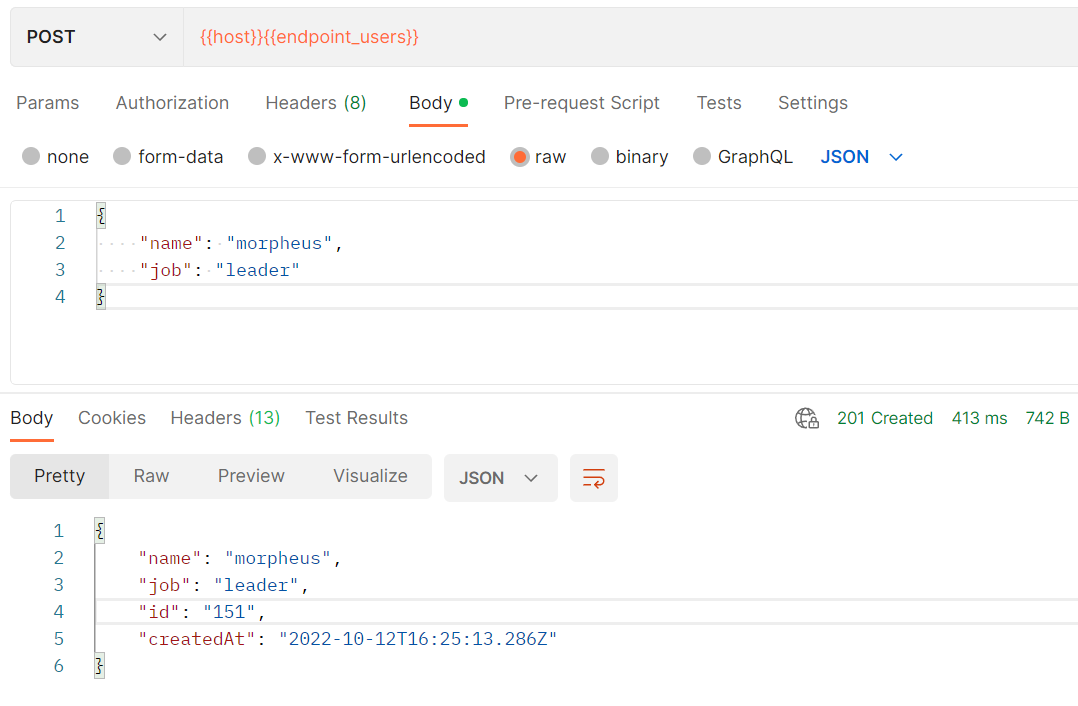 POST {{host}}{{endpoint_users}}
Params Authorization Headers (8) Body Pre-request Script Tests Settings
none form-data x-www-form-urlencoded raw binary GraphQL JSON
1 {
2 ····"name":·"morpheus",
3 ····"job":·"leader"
4 }
Body Cookies Headers (13) Test Results 201 Created 413 ms 742 B
Pretty Raw Preview Visualize JSON
1 {
2 "name": "morpheus",
3 "job": "leader",
4 "id": "151",
5 "createdAt": "2022-10-12T16:25:13.286Z"
6 }